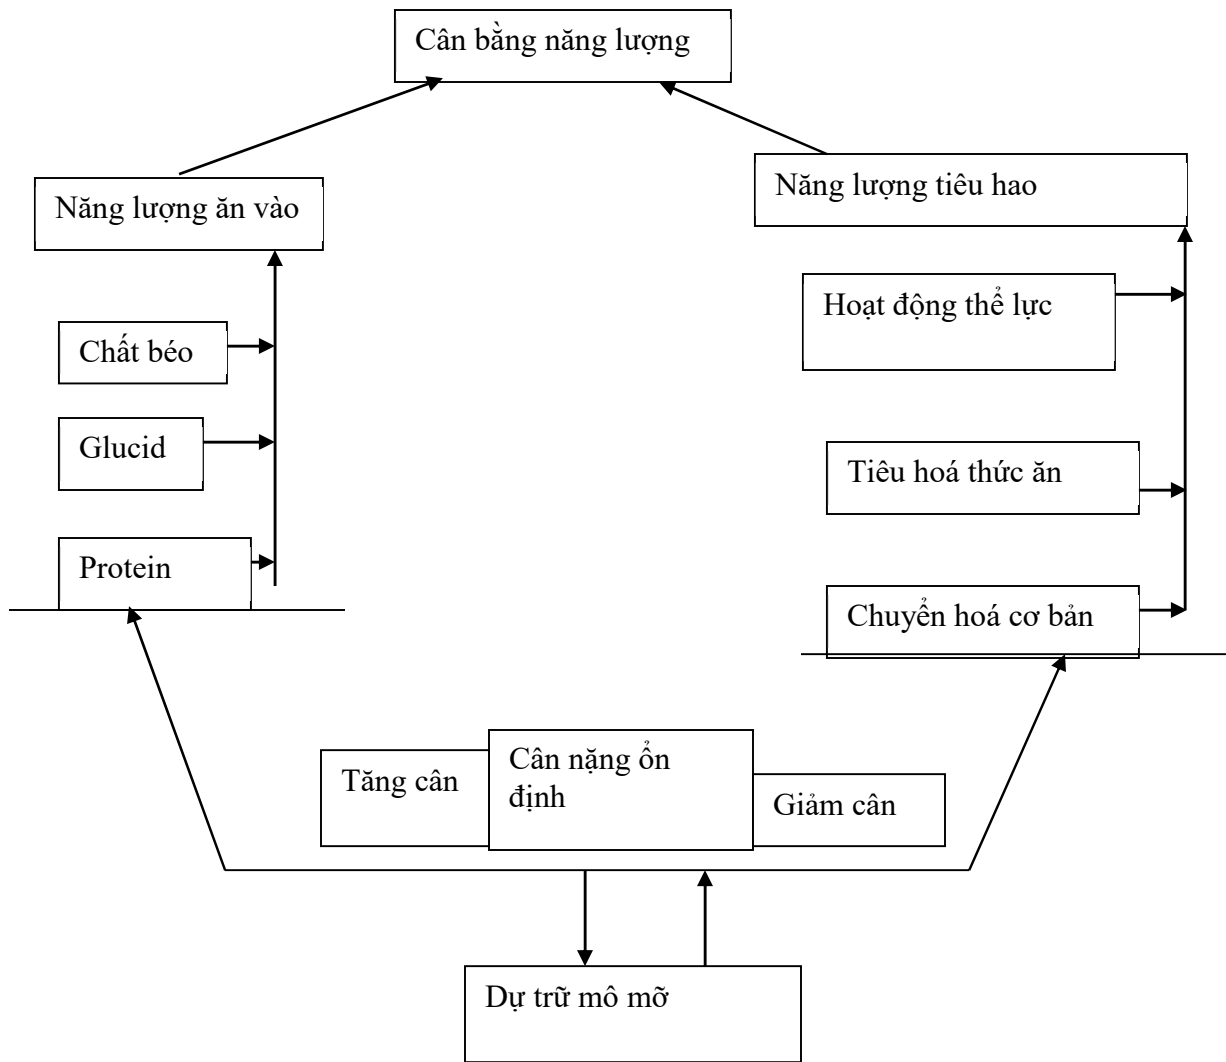 Cân bằng năng lượng
Năng lượng ăn vào
Năng lượng tiêu hao
Chất béo
Glucid
Protein
Hoạt động thể lực
Tiêu hoá thức ăn
Chuyển hoá cơ bản
Tăng cân
Cân nặng ổn
định
Giảm cân
Dự trữ mô mỡ